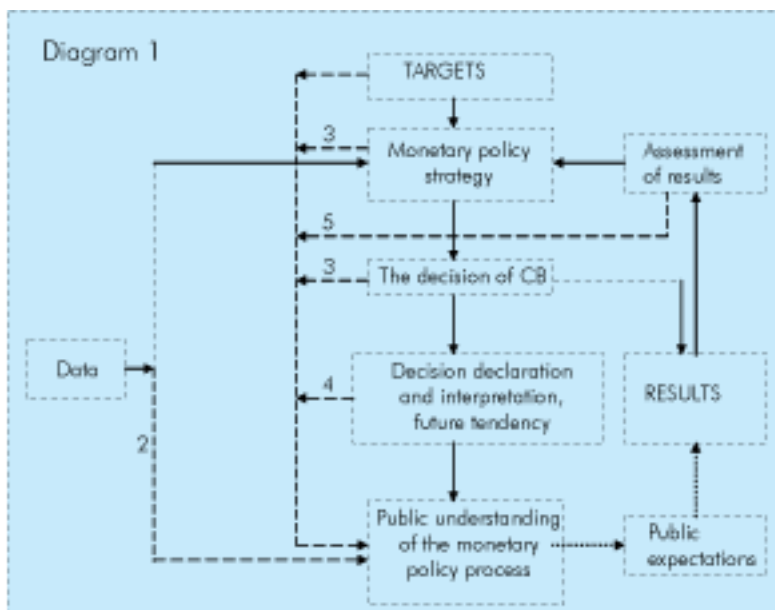 Diagram 1
TARGETS
3
Monetary policy
strategy
Assessment
of results
5
3
The decision of CB
Data
Decision declaration
and interpretation,
future tendency
RESULTS
4
2
Public understanding
of the monetary
policy process
Public
expectations